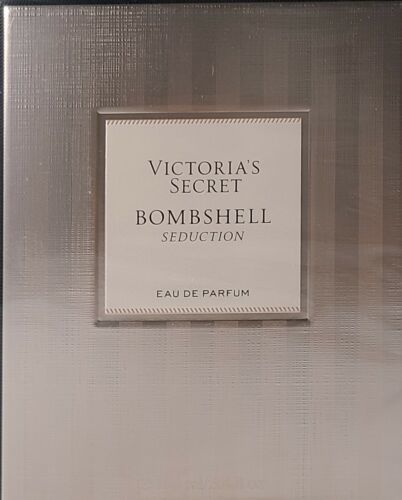 VICTORIA'S
SECRET
BOMBSHELL
SEDUCTION
EAU DE PARFUM